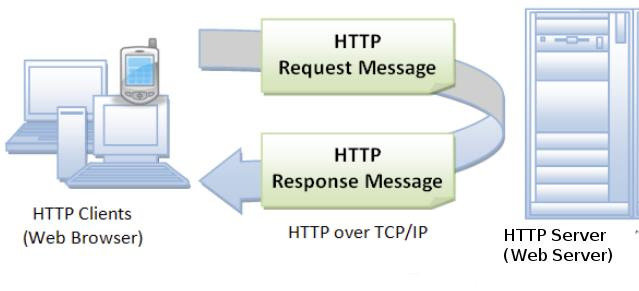 HTTP
Request Message
HTTP
Response Message
HTTP Clients
(Web Browser)
HTTP over TCP/IP
HTTP Server
(Web Server)